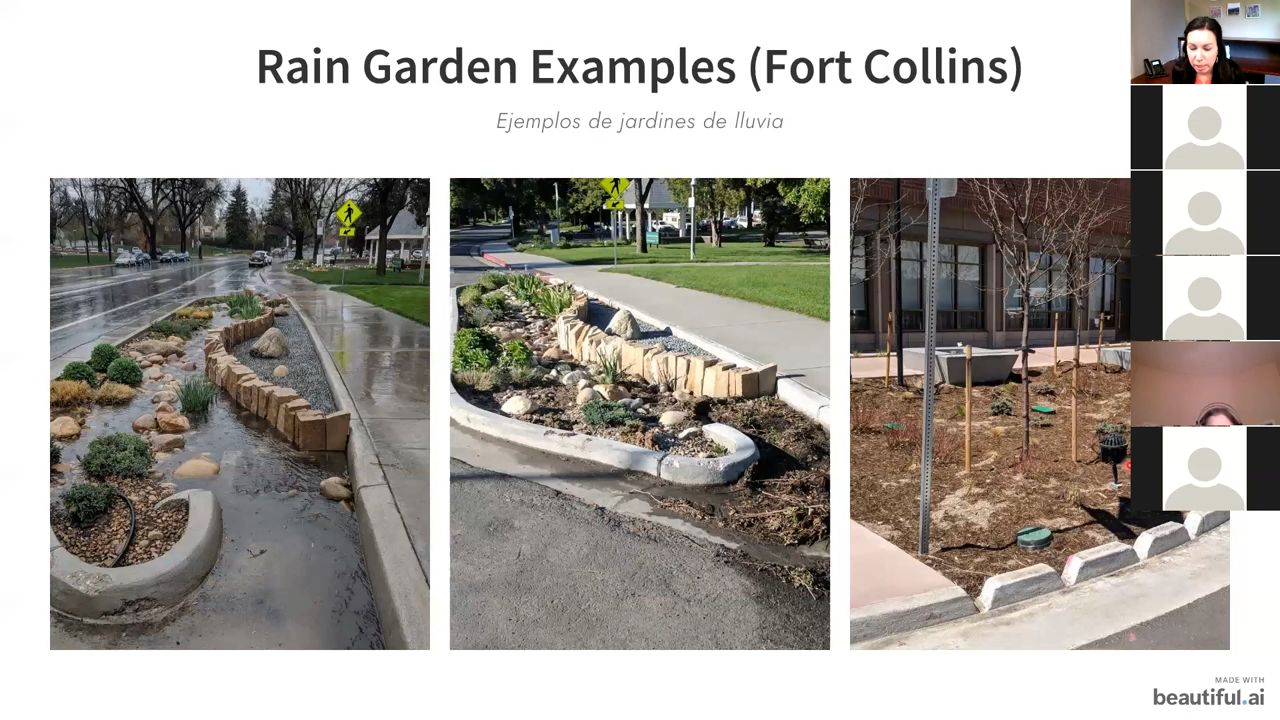 Rain Garden Examples (Fort Collins)
Ejemplos de jardines de lluvia
MADE WITH
beautiful.ai